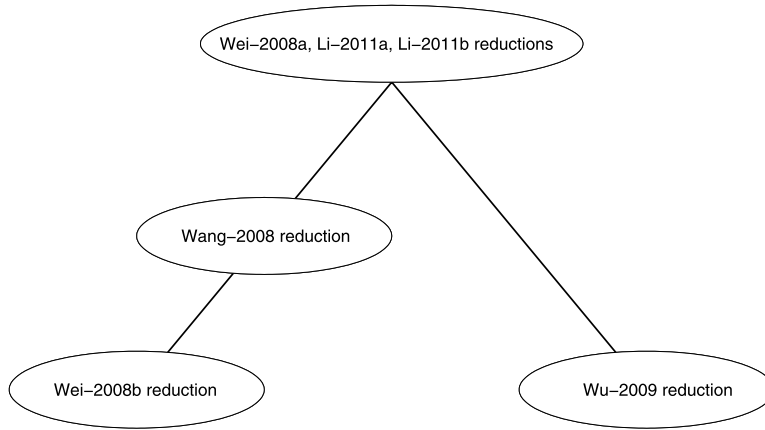 Wei−2008a, Li−2011a, Li−2011b reductions
Wang−2008 reduction
Wei−2008b reduction
Wu−2009 reduction